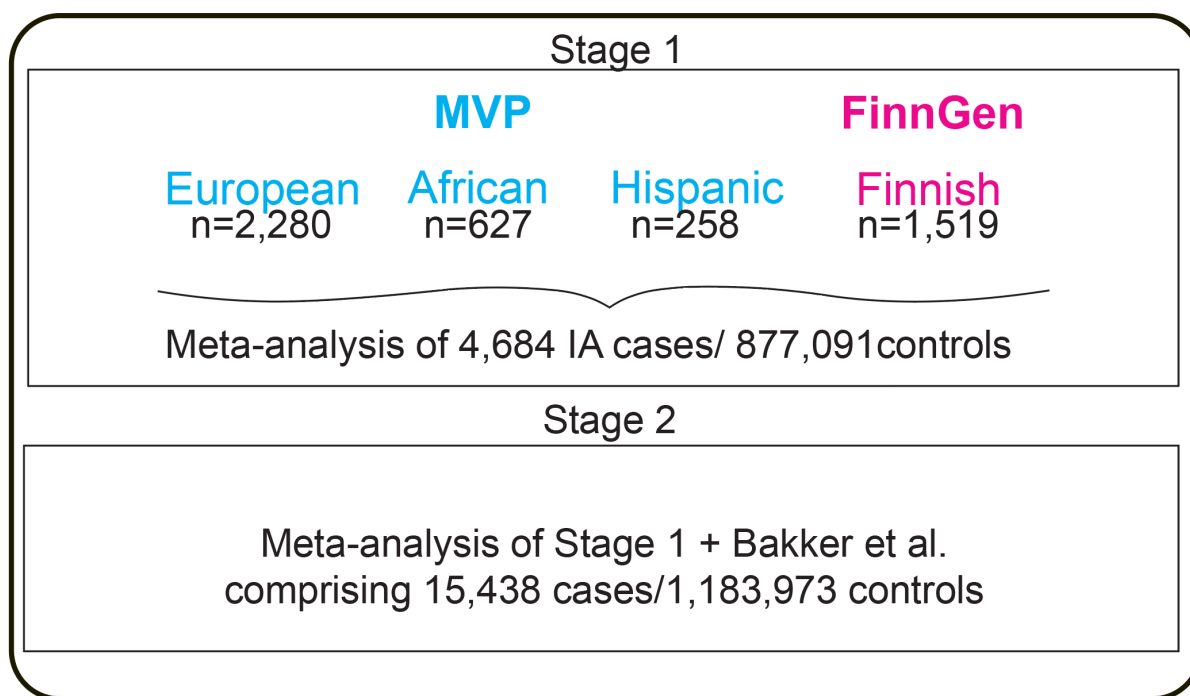 Stage 1
MVP FinnGen
European African Hispanic Finnish
n=2,280 n=627 n=258 n=1,519
Meta-analysis of 4,684 IA cases/ 877,091controls
Stage 2
Meta-analysis of Stage 1 + Bakker et al.
comprising 15,438 cases/1,183,973 controls